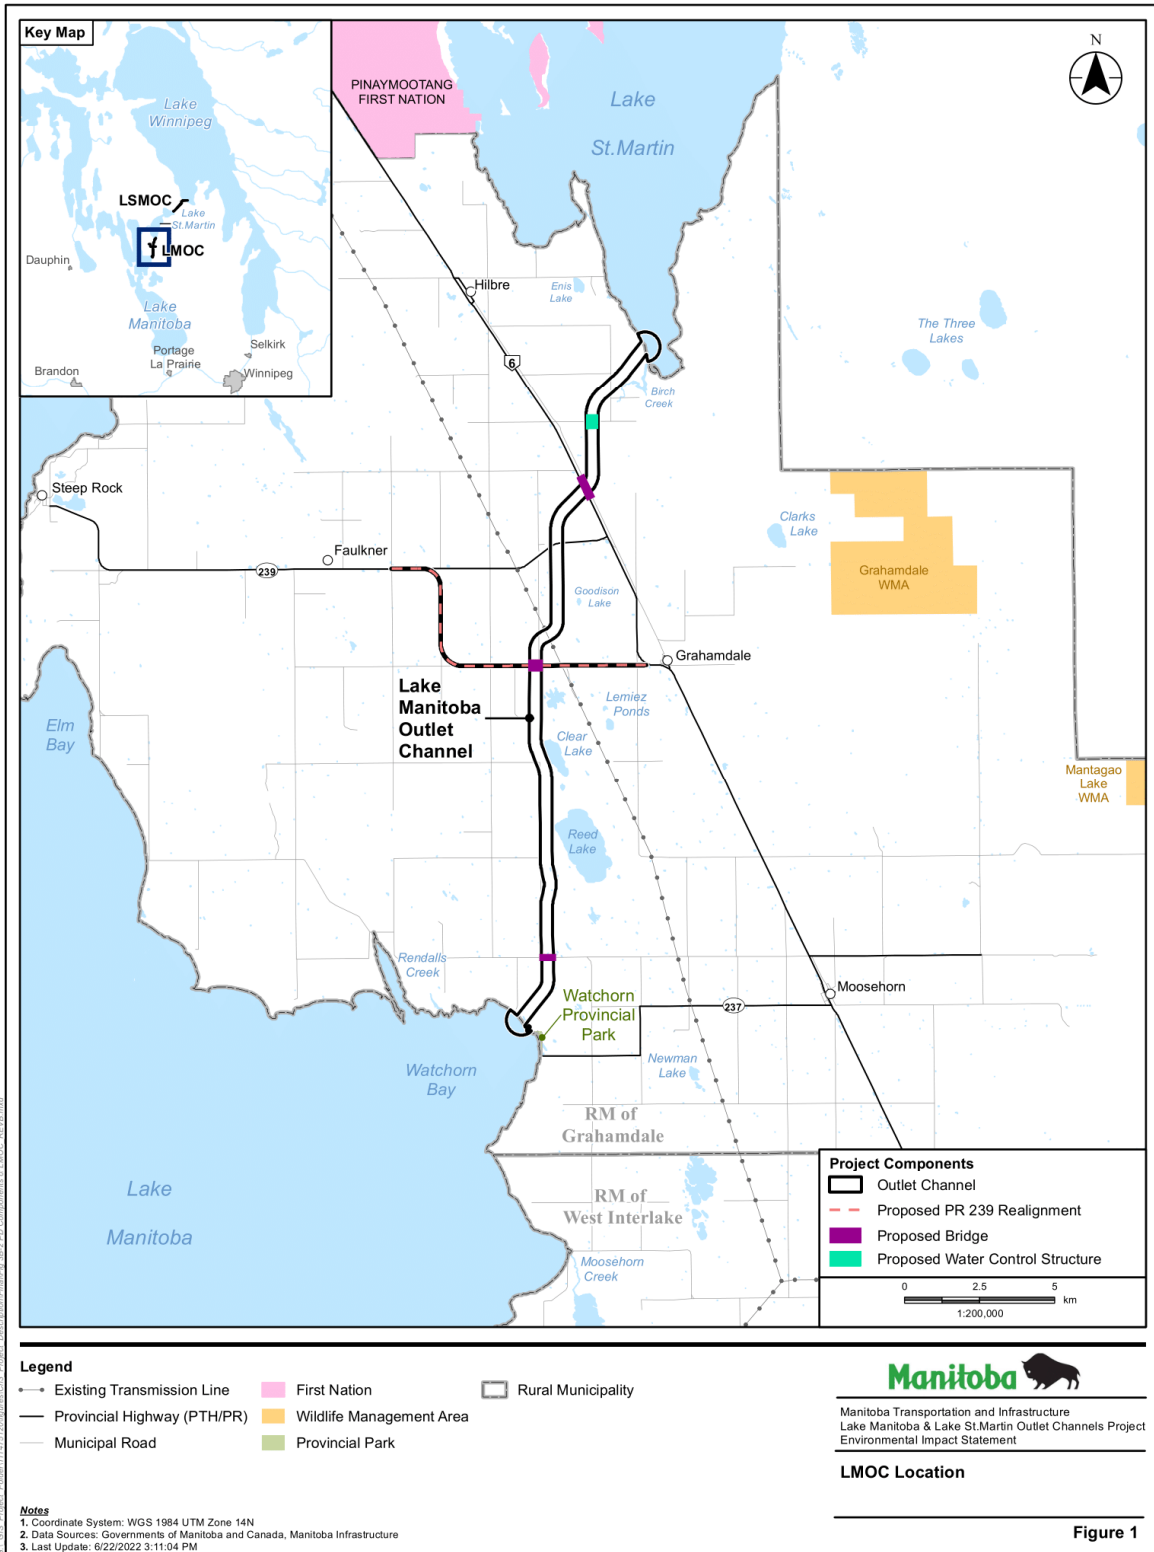 Key Map
Lake
Winnipeg
LSMOC
Lake
St.Martin
LMOC
Dauphin
Lake
Manitoba
Portage
La Prairie
Selkirk
Brandon
Winnipeg
PINAYMOOTANG
FIRST NATION
Lake
St.Martin
N
Hilbre
Enis
Lake
6
The Three
Lakes
Birch
Creek
Steep Rock
Clarks
Lake
Faulkner
239
Grahamdale
WMA
Goodison
Lake
Grahamdale
Lake
Manitoba
Outlet
Channel
Lemiez
Ponds
Elm
Bay
Clear
Lake
Mantagao
Lake
WMA
Reed
Lake
Rendalls
Creek
Watchorn
Provincial
Park
Moosehorn
237
Watchorn
Bay
Newman
Lake
RM of
Grahamdale
Lake
Manitoba
RM of
West Interlake
Moosehorn
Creek
Project Components
Outlet Channel
Proposed PR 239 Realignment
Proposed Bridge
Proposed Water Control Structure
0 2.5 5
km
1:200,000
Legend
Existing Transmission Line
Provincial Highway (PTH/PR)
Municipal Road
First Nation
Wildlife Management Area
Provincial Park
Rural Municipality
Manitoba
Manitoba Transportation and Infrastructure
Lake Manitoba & Lake St.Martin Outlet Channels Project
Environmental Impact Statement
LMOC Location
Figure 1
Notes
1. Coordinate System: WGS 1984 UTM Zone 14N
2. Data Sources: Governments of Manitoba and Canada, Manitoba Infrastructure
3. Last Update: 6/22/2022 3:11:04 PM